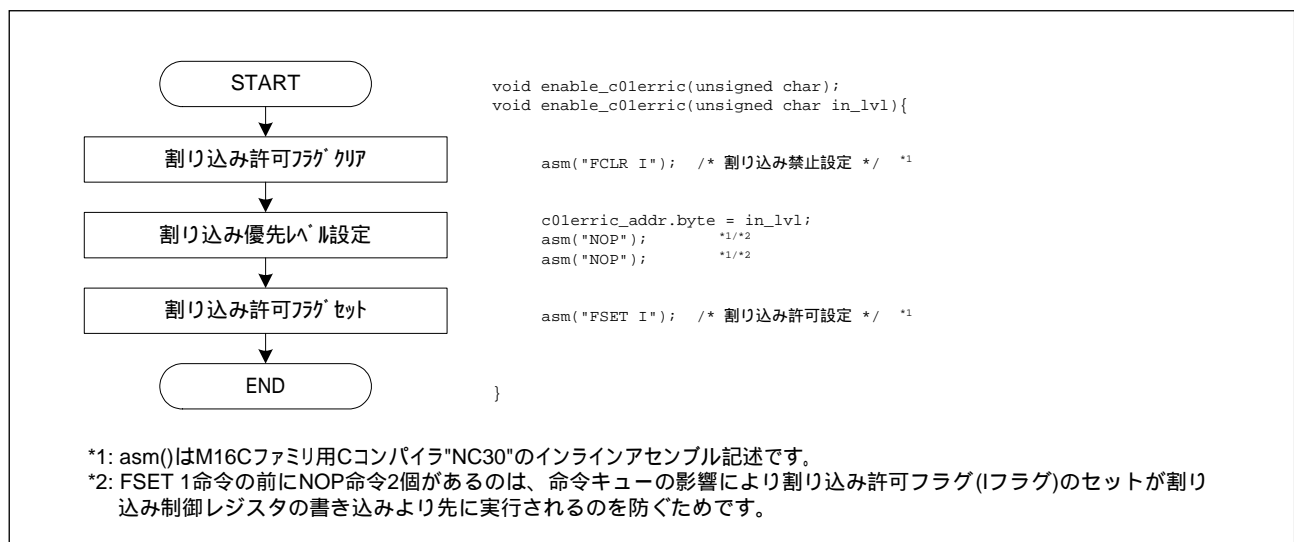 START
void enable_c01erric(unsigned char);
void enable_c01erric(unsigned char in_lvl){
割り込み許可ﾌﾗｸﾞｸﾘｱ
asm("FCLR I"); /* 割り込み禁止設定 */ *1
c01erric_addr.byte = in_lvl;
割り込み優先ﾚﾍﾞﾙ設定
asm("NOP"); *1/*2
asm("NOP"); *1/*2
割り込み許可ﾌﾗｸﾞｾｯﾄ
asm("FSET I"); /* 割り込み許可設定 */ *1
END
}
*1: asm()はM16Cファミリ用Cコンパイラ"NC30"のインラインアセンブル記述です。
*2: FSET 1命令の前にNOP命令2個があるのは、命令キューの影響により割り込み許可フラグ(Iフラグ)のセットが割り
込み制御レジスタの書き込みより先に実行されるのを防ぐためです。